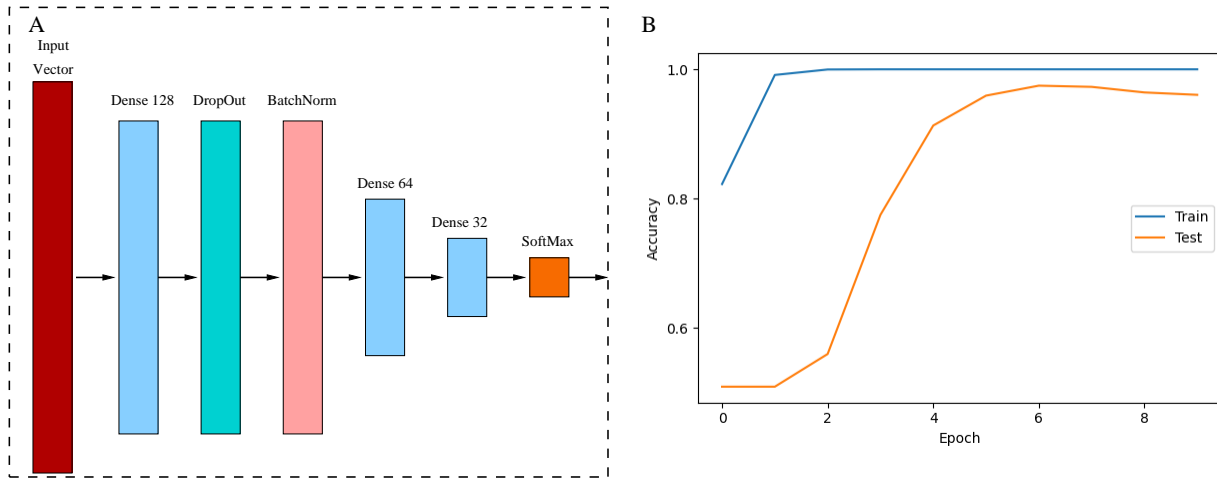 A
Input
Vector
Dense 128
DropOut
BatchNorm
Dense 64
Dense 32
SoftMax
B
1.0
0.8
0.6
Accuracy
0
2
4
6
8
Epoch
Train
Test